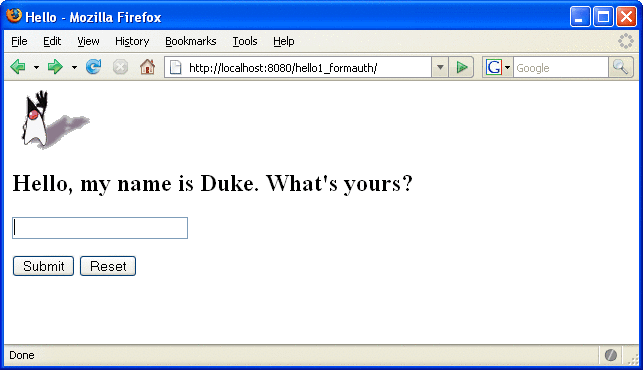 Hello - Mozilla Firefox
File Edit View History Bookmarks Tools Help
http://localhost:8080/hello1_formauth/ G Google
Hello, my name is Duke. What's yours?
Submit Reset
Done